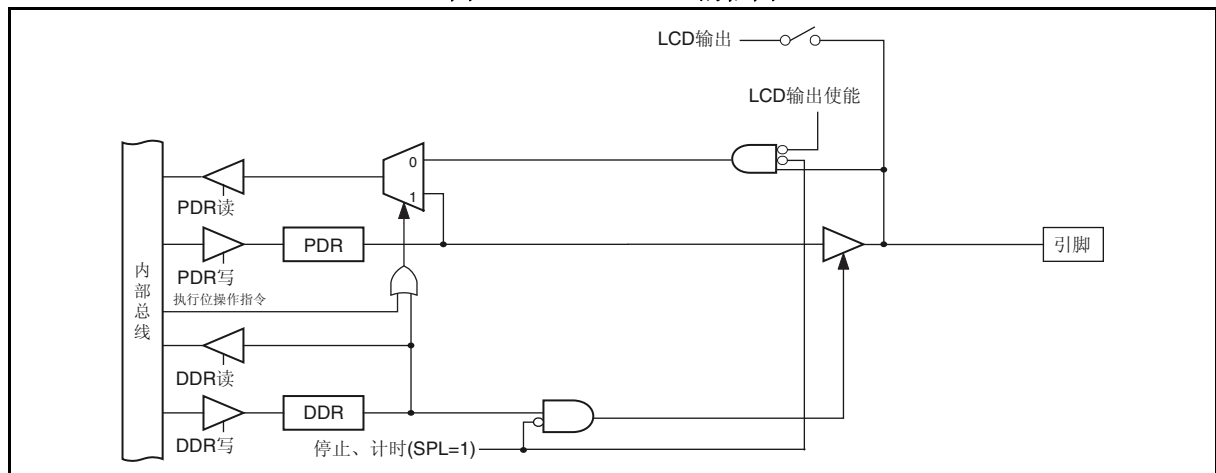 LCD输出
LCD输出使能
0
1
PDR读
PDR
引脚
PDR写
执行位操作指令
内部总线
DDR读
DDR
DDR写
停止、计时(SPL=1)